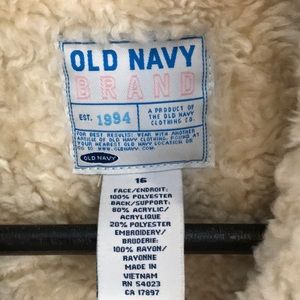 OLD NAVY
BRAND
EST. 1994
A PRODUCT OF
THE OLD NAVY
CLOTHING CO.
FOR BEST RESULTS: WEAR WITH ANOTHER
ARTICLE OF OLD NAVY CLOTHING. FOUND AT
YOUR NEAREST OLD NAVY LOCATION OR
GO TO WWW.OLDNAVY.COM.
OLD NAVY
16
FACE/ENDROIT:
100% POLYESTER
BACK/SUPPORT:
80% ACRYLIC/
ACRYLIQUE
20% POLYESTER
EMBROIDERY/
BRODERIE:
100% RAYON/
RAYONNE
MADE IN
VIETNAM
RN 54023
CA 17897